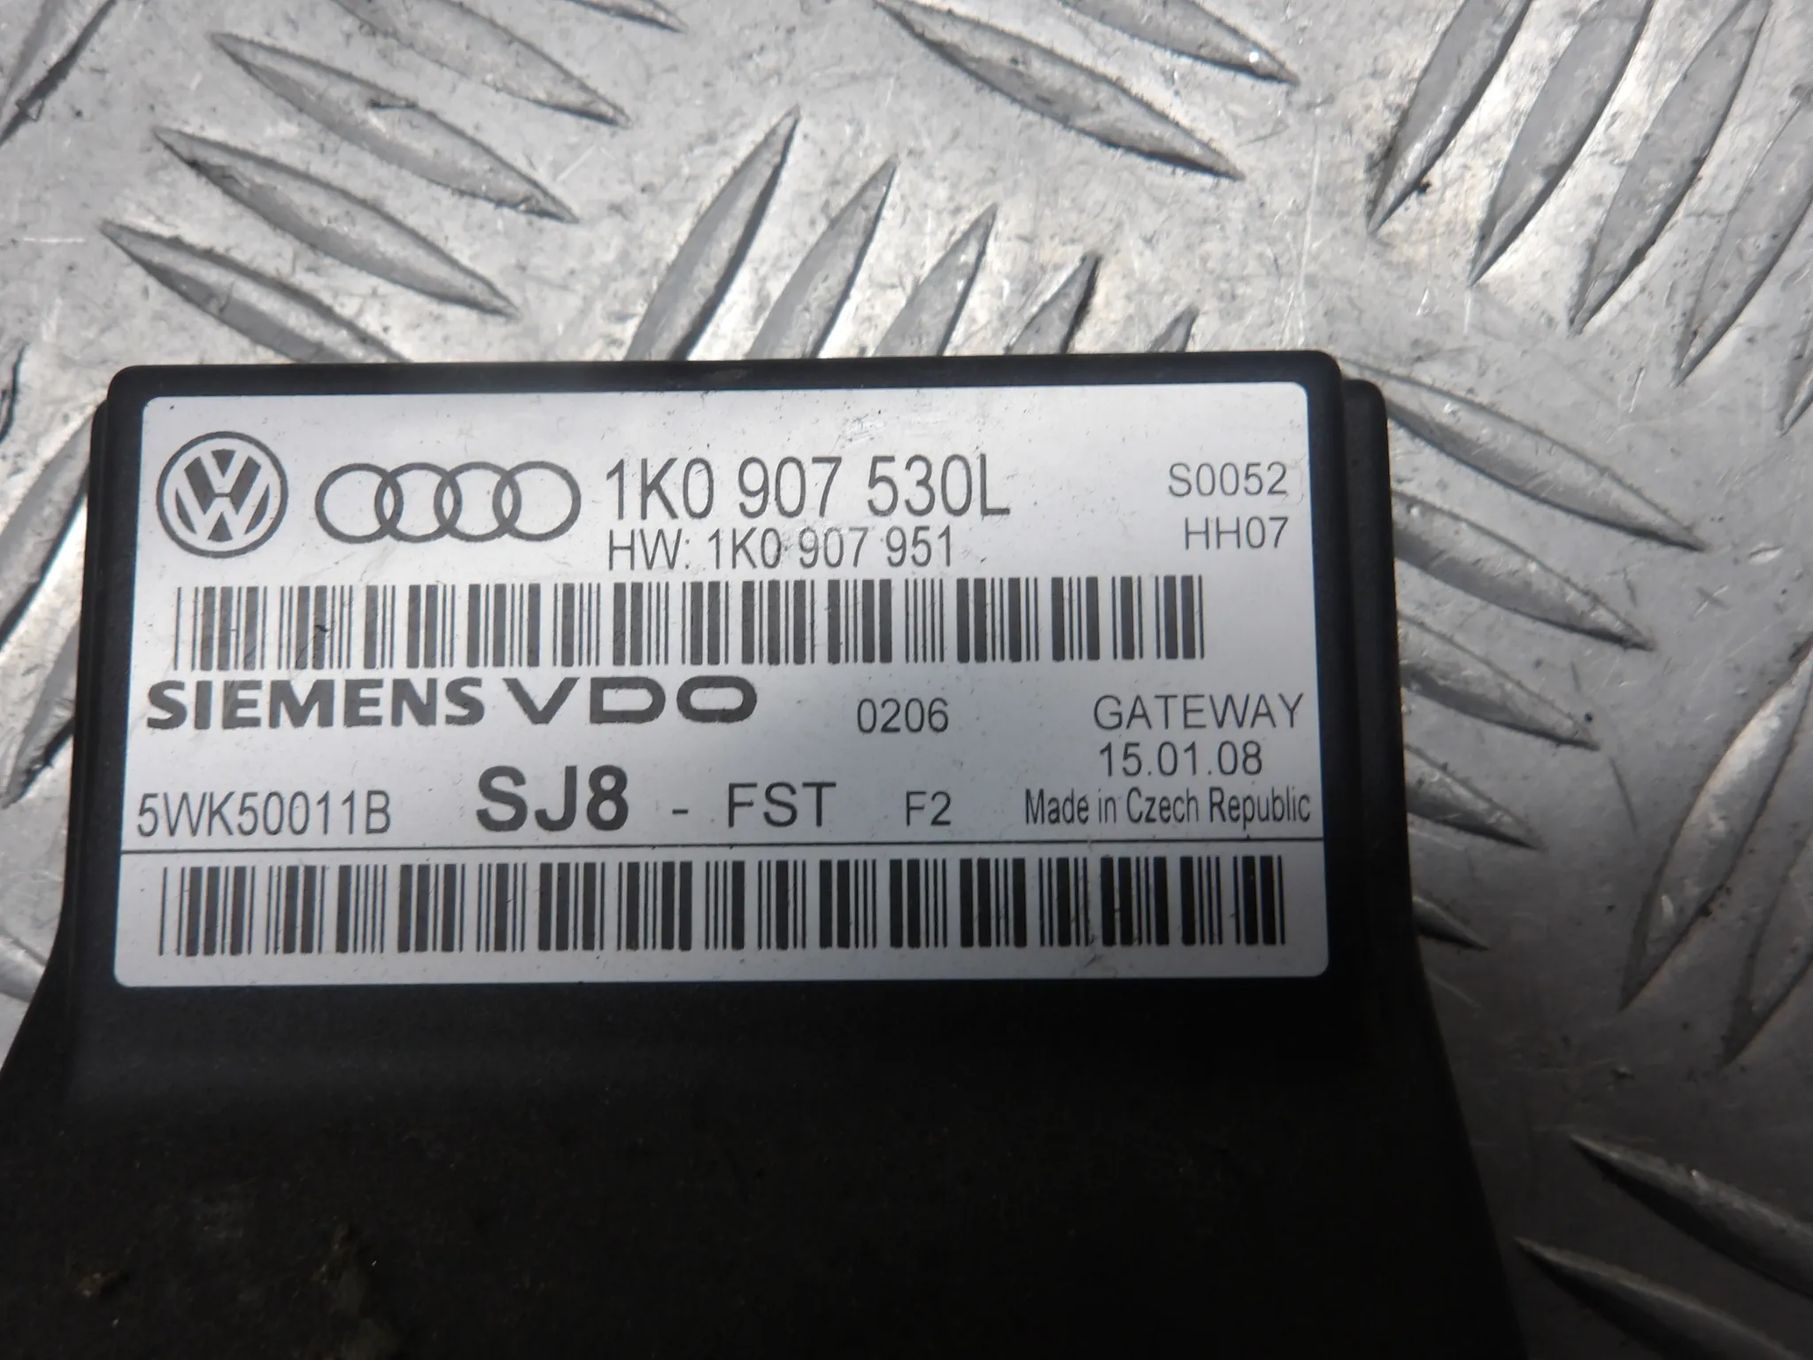 1K0 907 530L S0052
HW: 1K0 907 951 HH07
SIEMENS VDO 0206 GATEWAY
15.01.08
5WK50011B SJ8 - FST F2 Made in Czech Republic